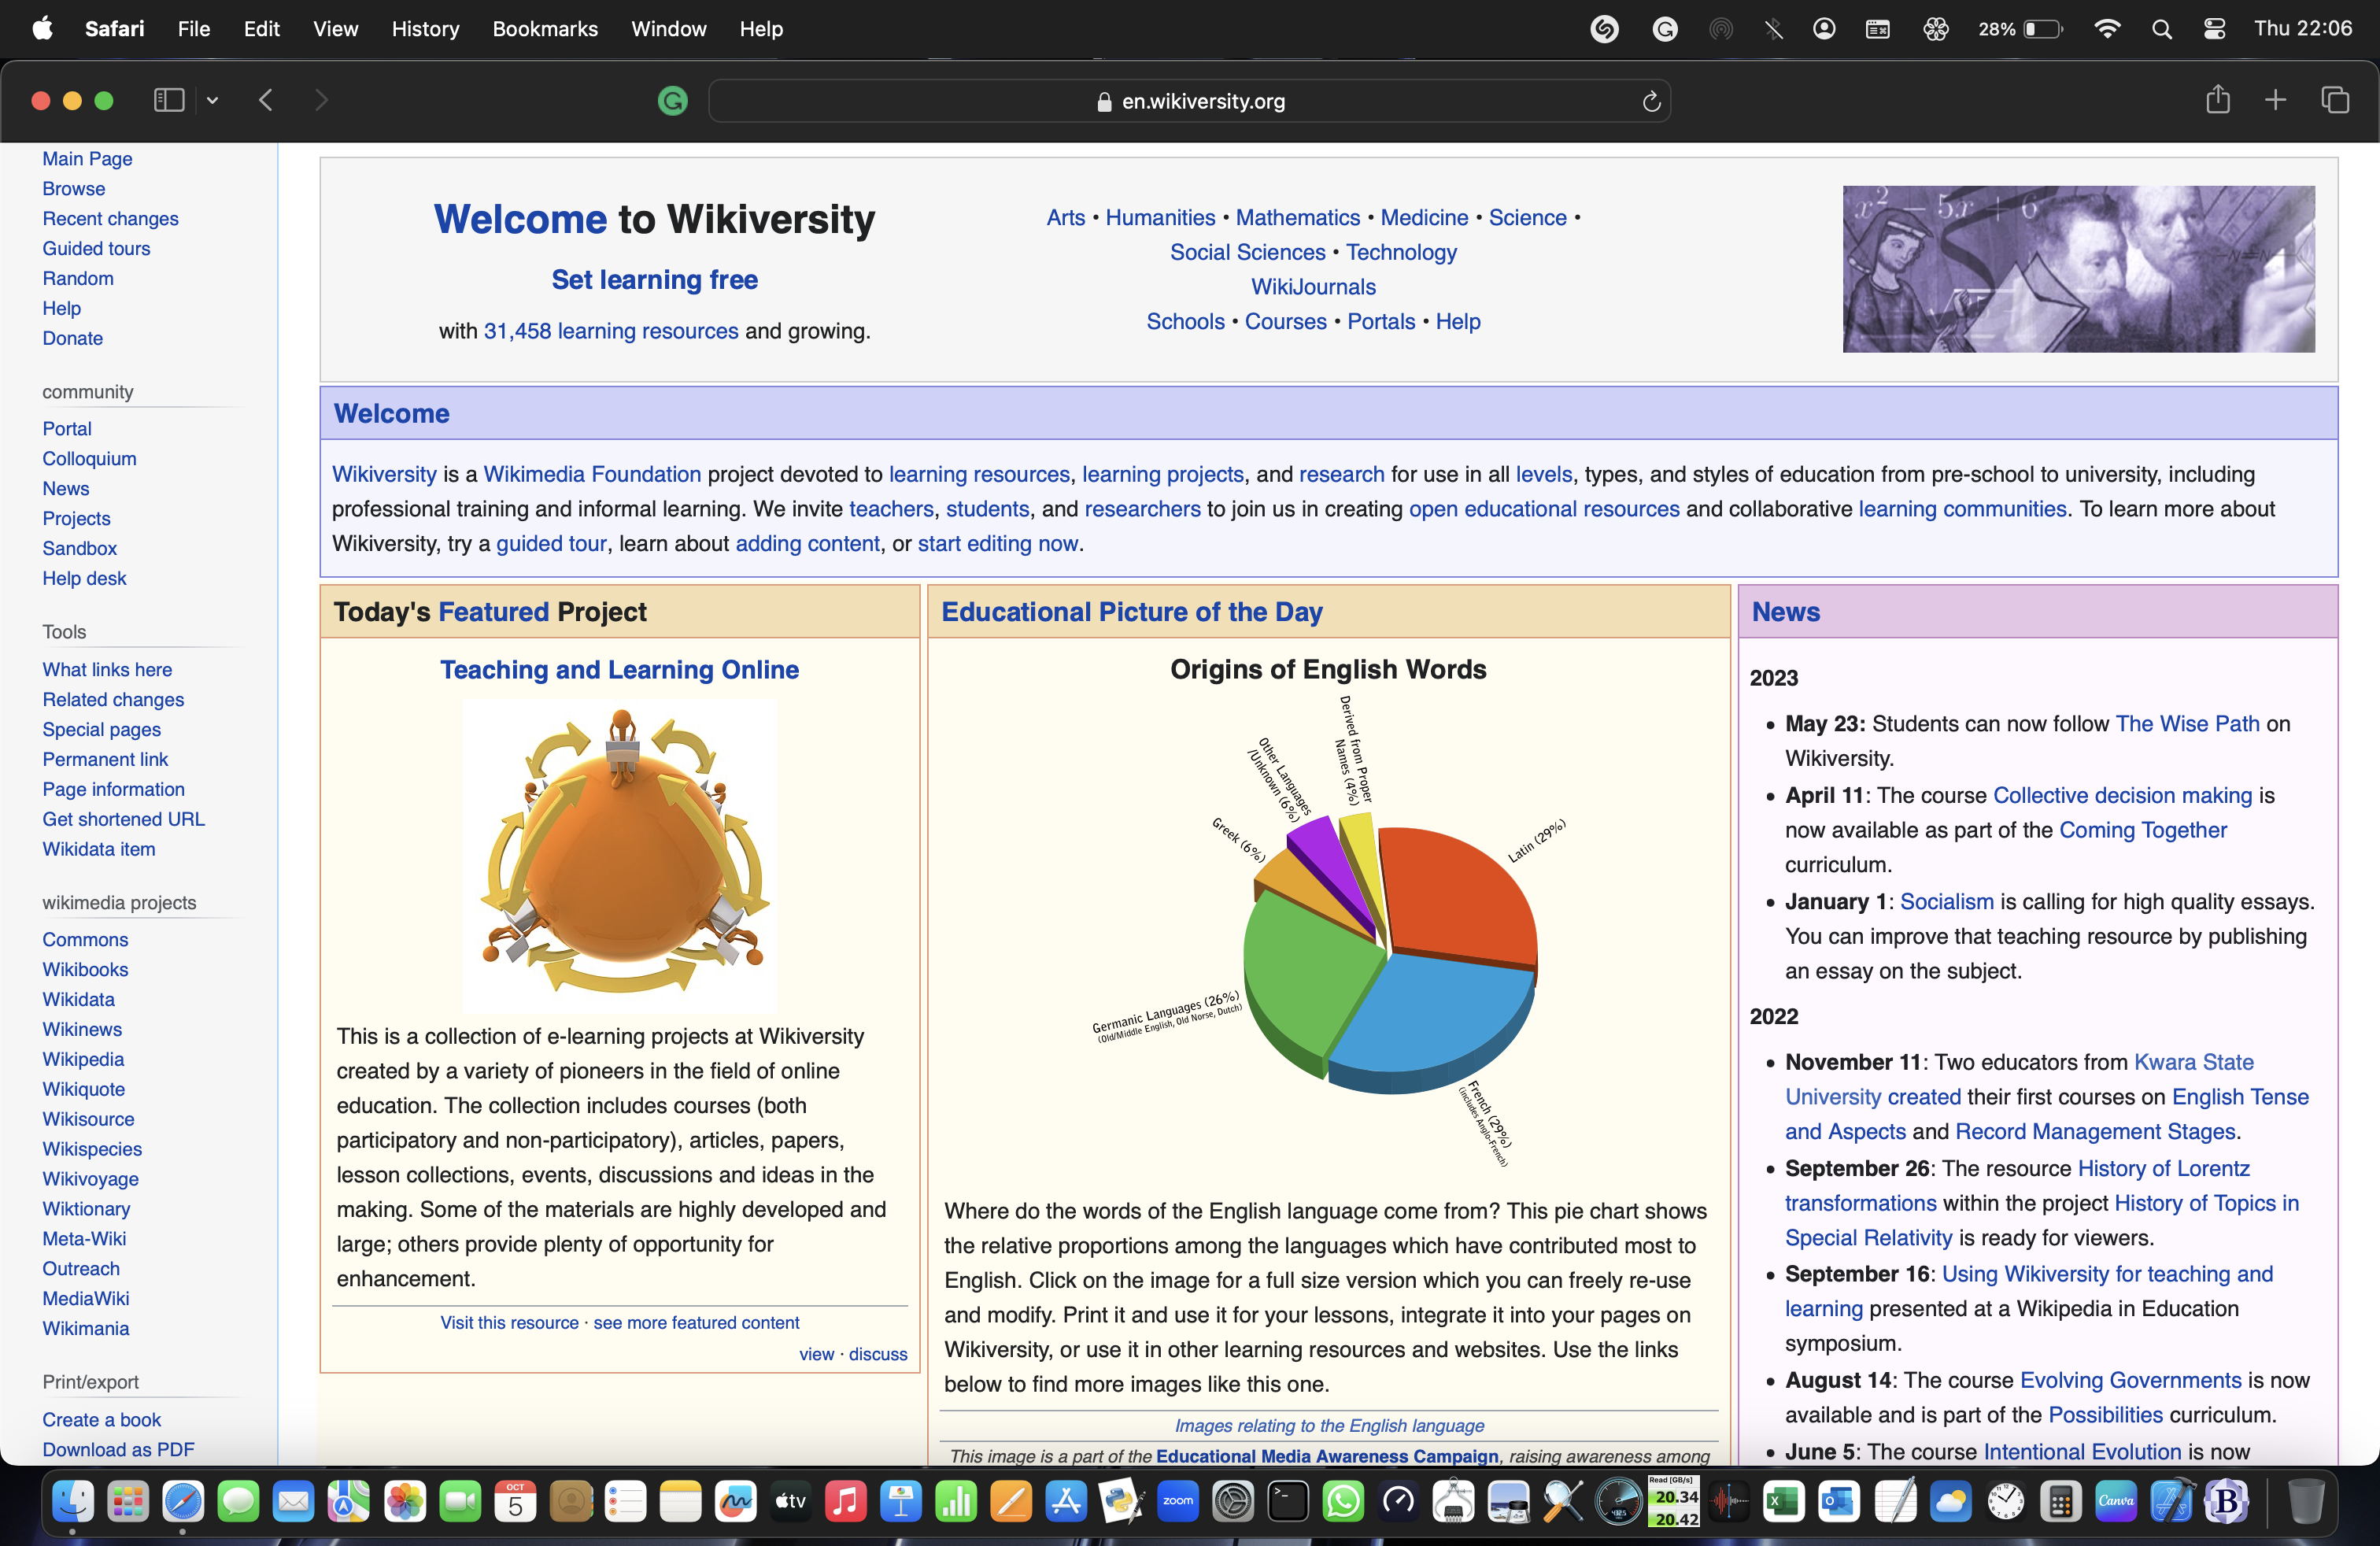 Safari File Edit View History Bookmarks Window Help 28% Thu 22:06
en.wikiversity.org
Main Page
Browse
Recent changes
Guided tours
Random
Help
Donate
community
Portal
Colloquium
News
Projects
Sandbox
Help desk
Tools
What links here
Related changes
Special pages
Permanent link
Page information
Get shortened URL
Wikidata item
wikimedia projects
Commons
Wikibooks
Wikidata
Wikinews
Wikipedia
Wikiquote
Wikisource
Wikispecies
Wikivoyage
Wiktionary
Meta-Wiki
Outreach
MediaWiki
Wikimania
Print/export
Create a book
Download as PDF
Welcome to Wikiversity
Set learning free
with 31,458 learning resources and growing.
Arts • Humanities • Mathematics • Medicine • Science •
Social Sciences • Technology
WikiJournals
Schools • Courses • Portals • Help
x² − 5x + 6
Welcome
Wikiversity is a Wikimedia Foundation project devoted to learning resources, learning projects, and research for use in all levels, types, and styles of education from pre-school to university, including
professional training and informal learning. We invite teachers, students, and researchers to join us in creating open educational resources and collaborative learning communities. To learn more about
Wikiversity, try a guided tour, learn about adding content, or start editing now.
Today's Featured Project
Teaching and Learning Online
This is a collection of e-learning projects at Wikiversity
created by a variety of pioneers in the field of online
education. The collection includes courses (both
participatory and non-participatory), articles, papers,
lesson collections, events, discussions and ideas in the
making. Some of the materials are highly developed and
large; others provide plenty of opportunity for
enhancement.
Visit this resource · see more featured content
view · discuss
Educational Picture of the Day
Origins of English Words
Derived from Proper
Names (4%)
Other Languages
/Unknown (6%)
Greek (6%)
Latin (29%)
Germanic Languages (26%)
(Old/Middle English, Old Norse, Dutch)
French (29%)
(includes Anglo-French)
Where do the words of the English language come from? This pie chart shows
the relative proportions among the languages which have contributed most to
English. Click on the image for a full size version which you can freely re-use
and modify. Print it and use it for your lessons, integrate it into your pages on
Wikiversity, or use it in other learning resources and websites. Use the links
below to find more images like this one.
Images relating to the English language
This image is a part of the Educational Media Awareness Campaign, raising awareness among
News
2023
• May 23: Students can now follow The Wise Path on
Wikiversity.
• April 11: The course Collective decision making is
now available as part of the Coming Together
curriculum.
• January 1: Socialism is calling for high quality essays.
You can improve that teaching resource by publishing
an essay on the subject.
2022
• November 11: Two educators from Kwara State
University created their first courses on English Tense
and Aspects and Record Management Stages.
• September 26: The resource History of Lorentz
transformations within the project History of Topics in
Special Relativity is ready for viewers.
• September 16: Using Wikiversity for teaching and
learning presented at a Wikipedia in Education
symposium.
• August 14: The course Evolving Governments is now
available and is part of the Possibilities curriculum.
• June 5: The course Intentional Evolution is now
OCT
5
tv
zoom
Read [GB/s]
20.34
20.42
Canva
B